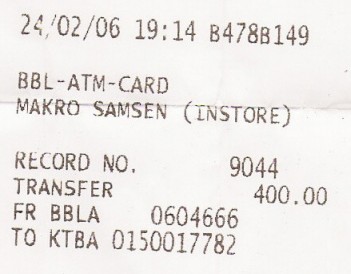 24/02/06 19:14 B478B149
BBL-ATM-CARD
MAKRO SAMSEN (INSTORE)
RECORD NO. 9044
TRANSFER 400.00
FR BBLA 0604666
TO KTBA 0150017782